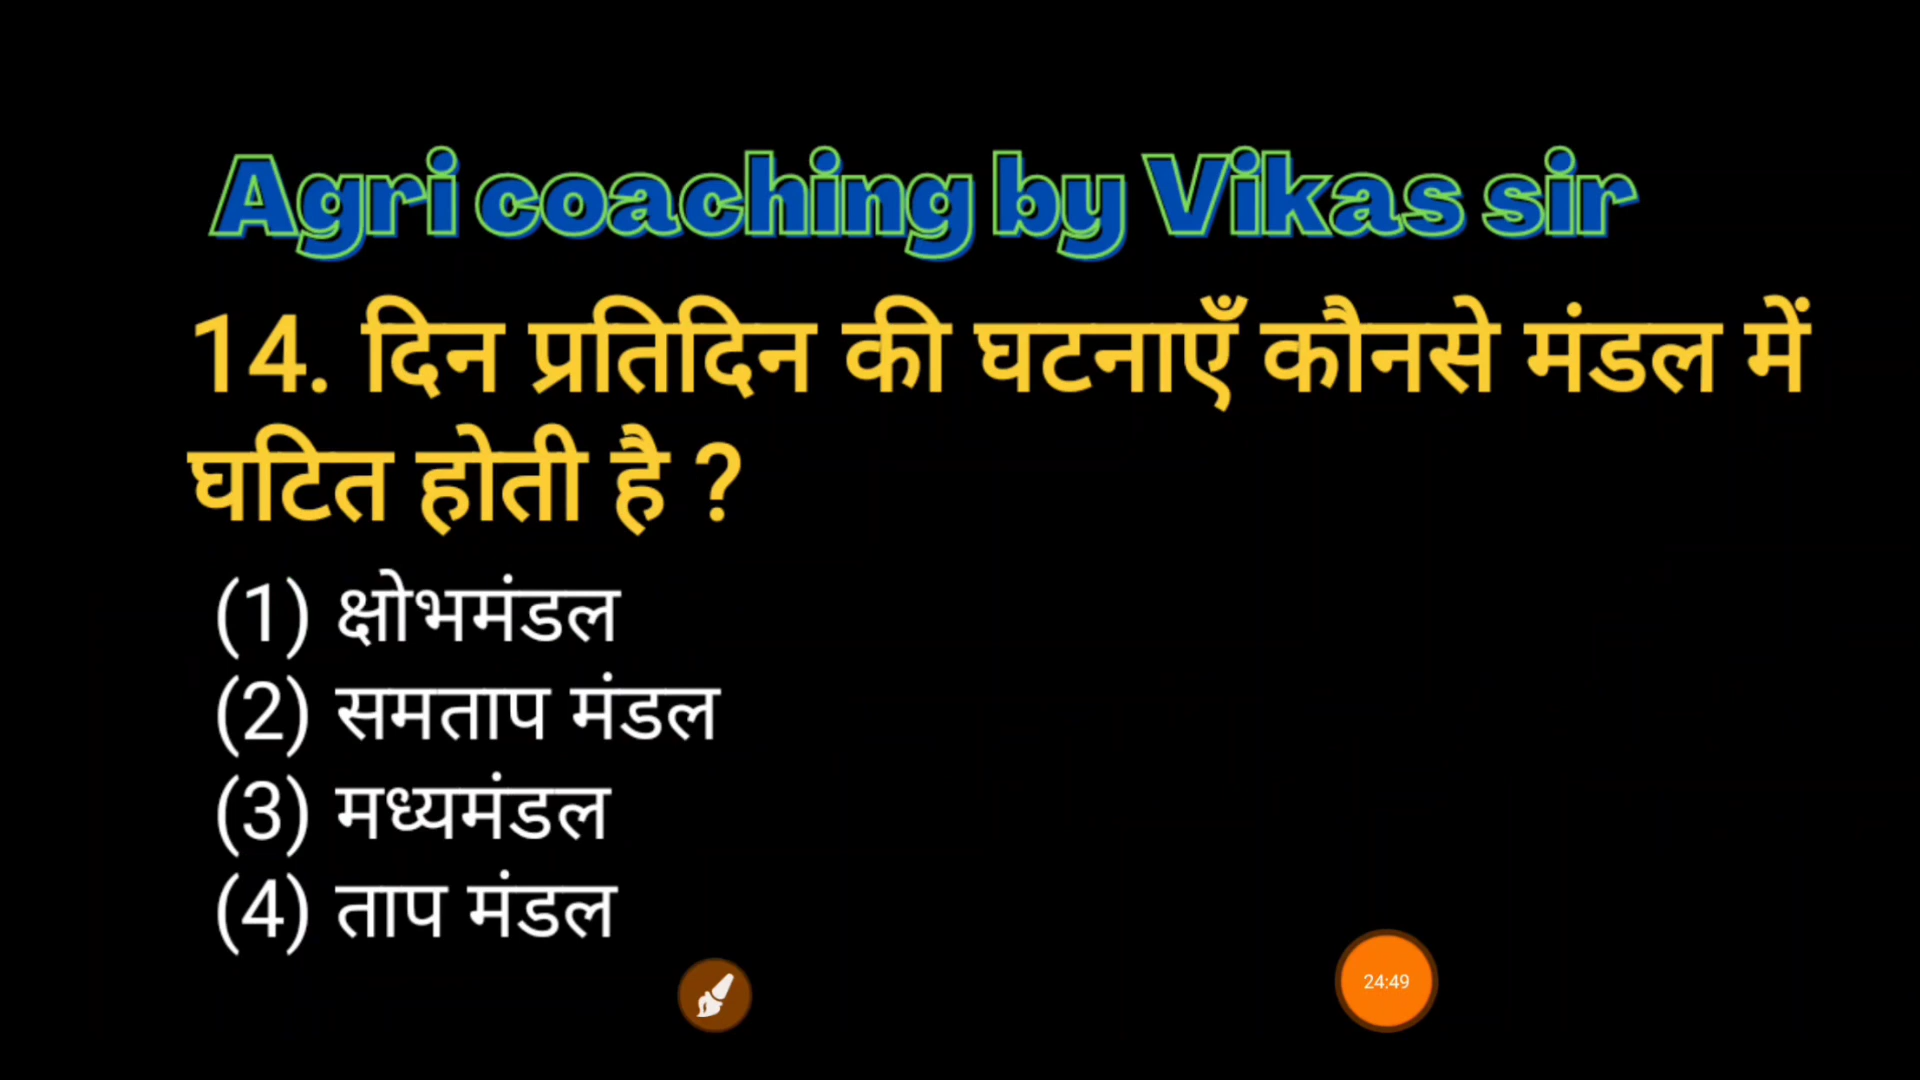 Agri coaching by Vikas sir
14. दिन प्रतिदिन की घटनाएँ कौनसे मंडल में
घटित होती है ?
(1) क्षोभमंडल
(2) समताप मंडल
(3) मध्यमंडल
(4) ताप मंडल
24:49